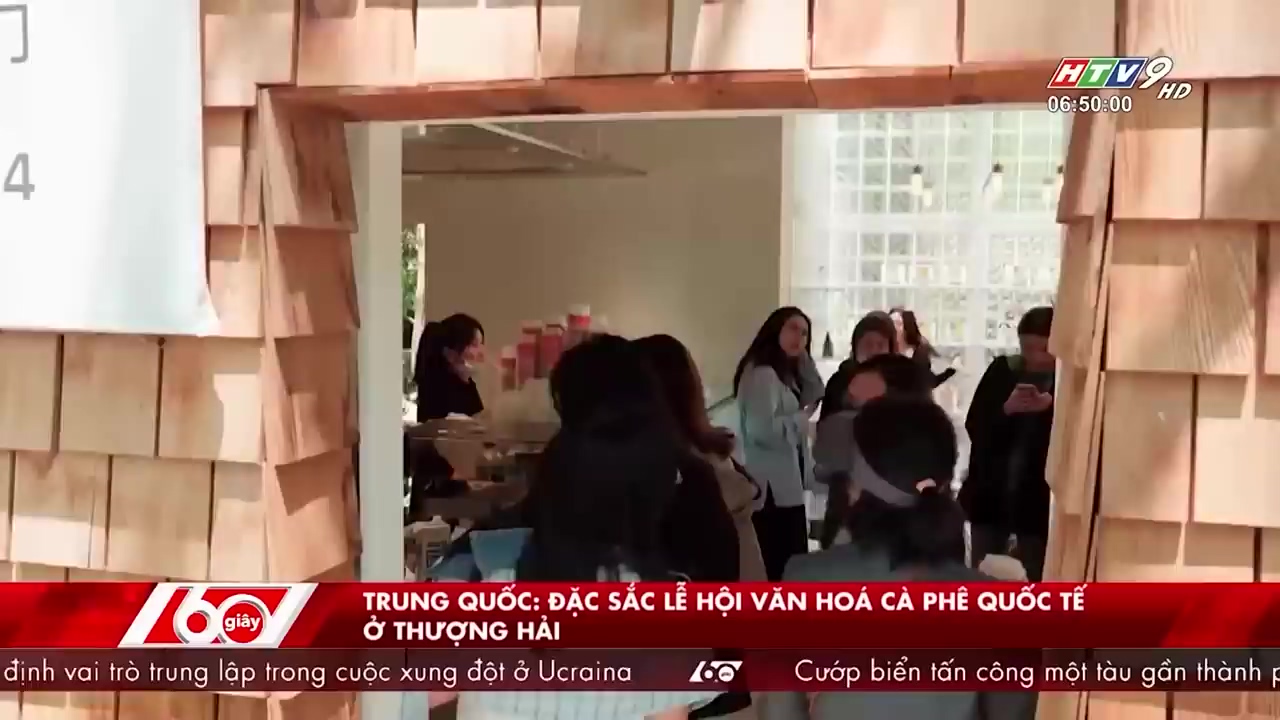 4
HTV9
HD
06:50:00
60 giây
TRUNG QUỐC: ĐẶC SẮC LỄ HỘI VĂN HOÁ CÀ PHÊ QUỐC TẾ
Ở THƯỢNG HẢI
định vai trò trung lập trong cuộc xung đột ở Ucraina
60
Cướp biển tấn công một tàu gần thành